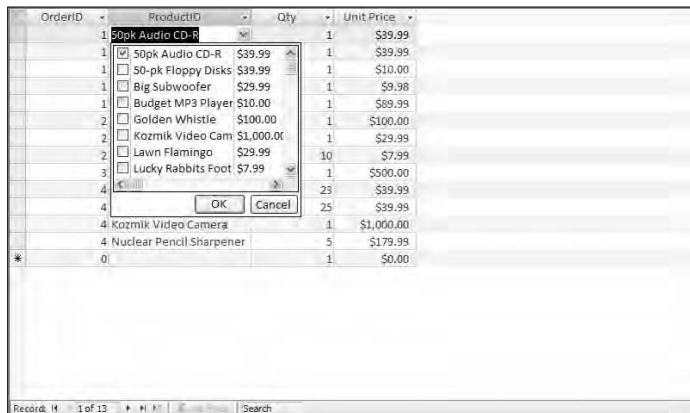 OrderID ProductID Qty Unit Price
1 50pk Audio CD-R 1 $39.99
1 50pk Audio CD-R $39.99 1 $39.99
1 50-pk Floppy Disks $39.99 1 $10.00
1 Big Subwoofer $29.99 1 $9.98
1 Budget MP3 Player $10.00 1 $89.99
2 Golden Whistle $100.00 1 $100.00
2 Kozmik Video Cam $1,000.00 1 $29.99
2 Lawn Flamingo $29.99 10 $7.99
3 Lucky Rabbits Foot $7.99 1 $500.00
4 23 $39.99
4 OK Cancel 25 $39.99
4 Kozmik Video Camera 1 $1,000.00
4 Nuclear Pencil Sharpener 5 $179.99
* 0 1 $0.00
Record: 1 of 13 Search